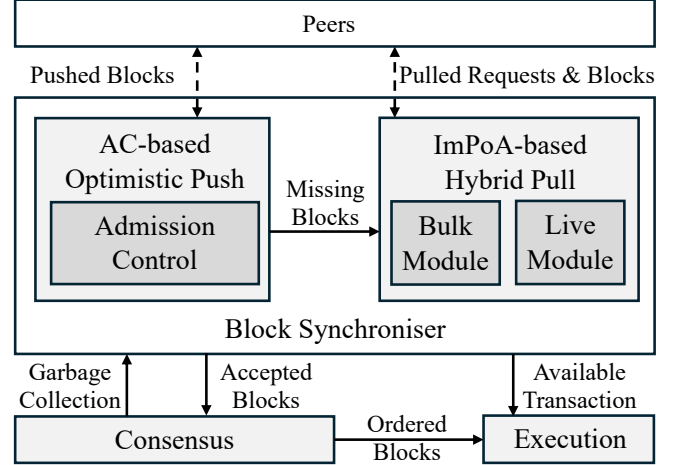 Peers
Pushed Blocks
Pulled Requests & Blocks
AC-based
Optimistic Push
Admission
Control
Missing
Blocks
ImPoA-based
Hybrid Pull
Bulk
Module
Live
Module
Block Synchroniser
Garbage
Collection
Accepted
Blocks
Available
Transaction
Consensus
Ordered
Blocks
Execution